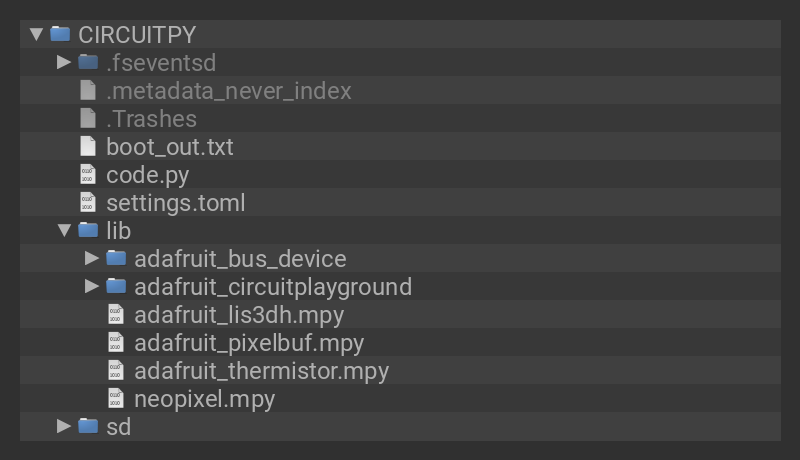 CIRCUITPY
.fseventsd
.metadata_never_index
.Trashes
boot_out.txt
code.py
settings.toml
lib
adafruit_bus_device
adafruit_circuitplayground
adafruit_lis3dh.mpy
adafruit_pixelbuf.mpy
adafruit_thermistor.mpy
neopixel.mpy
sd